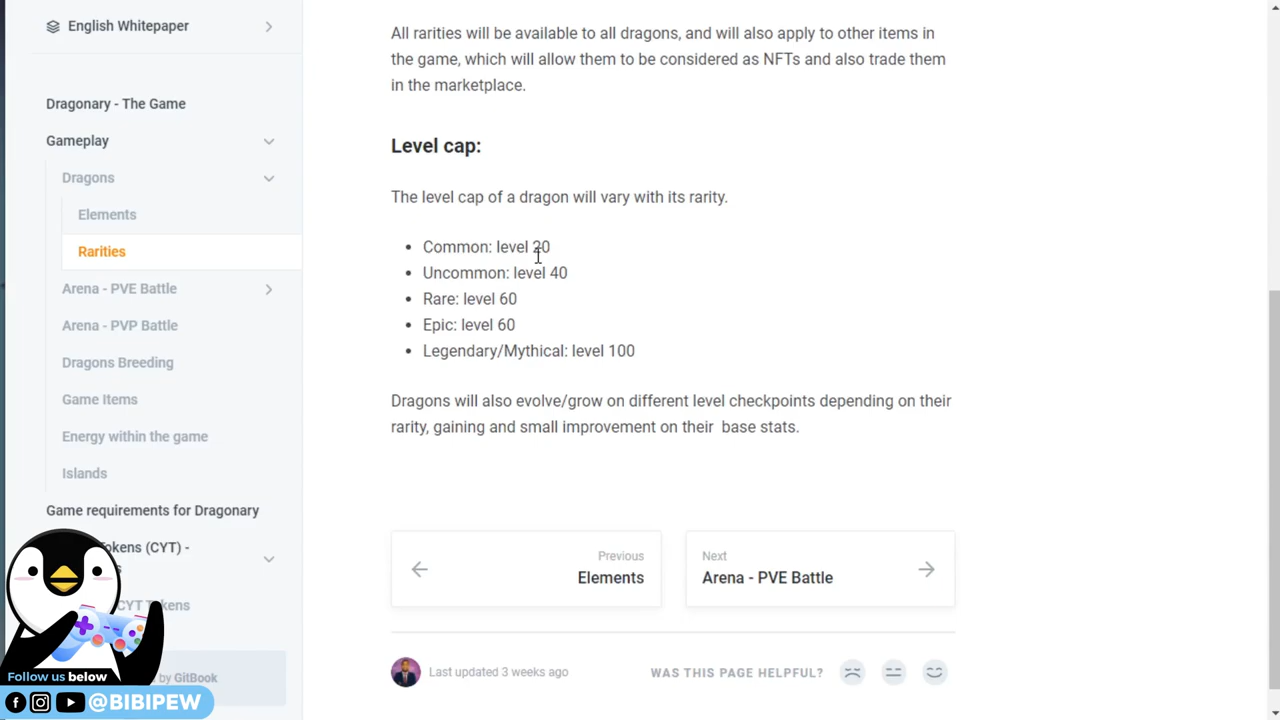 English Whitepaper
Dragonary - The Game
Gameplay
Dragons
Elements
Rarities
Arena - PVE Battle
Arena - PVP Battle
Dragons Breeding
Game Items
Energy within the game
Islands
Game requirements for Dragonary
okens (CYT) -
s
CYT Tokens
by GitBook
Follow us below
@BIBIPEW
All rarities will be available to all dragons, and will also apply to other items in
the game, which will allow them to be considered as NFTs and also trade them
in the marketplace.
Level cap:
The level cap of a dragon will vary with its rarity.
• Common: level 20
• Uncommon: level 40
• Rare: level 60
• Epic: level 60
• Legendary/Mythical: level 100
Dragons will also evolve/grow on different level checkpoints depending on their
rarity, gaining and small improvement on their base stats.
Previous
Elements
Next
Arena - PVE Battle
Last updated 3 weeks ago
WAS THIS PAGE HELPFUL?